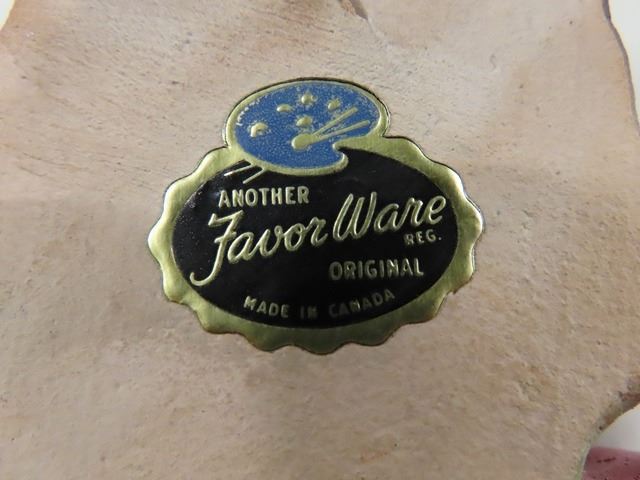 ANOTHER
Favor Ware
REG.
ORIGINAL
MADE IN CANADA